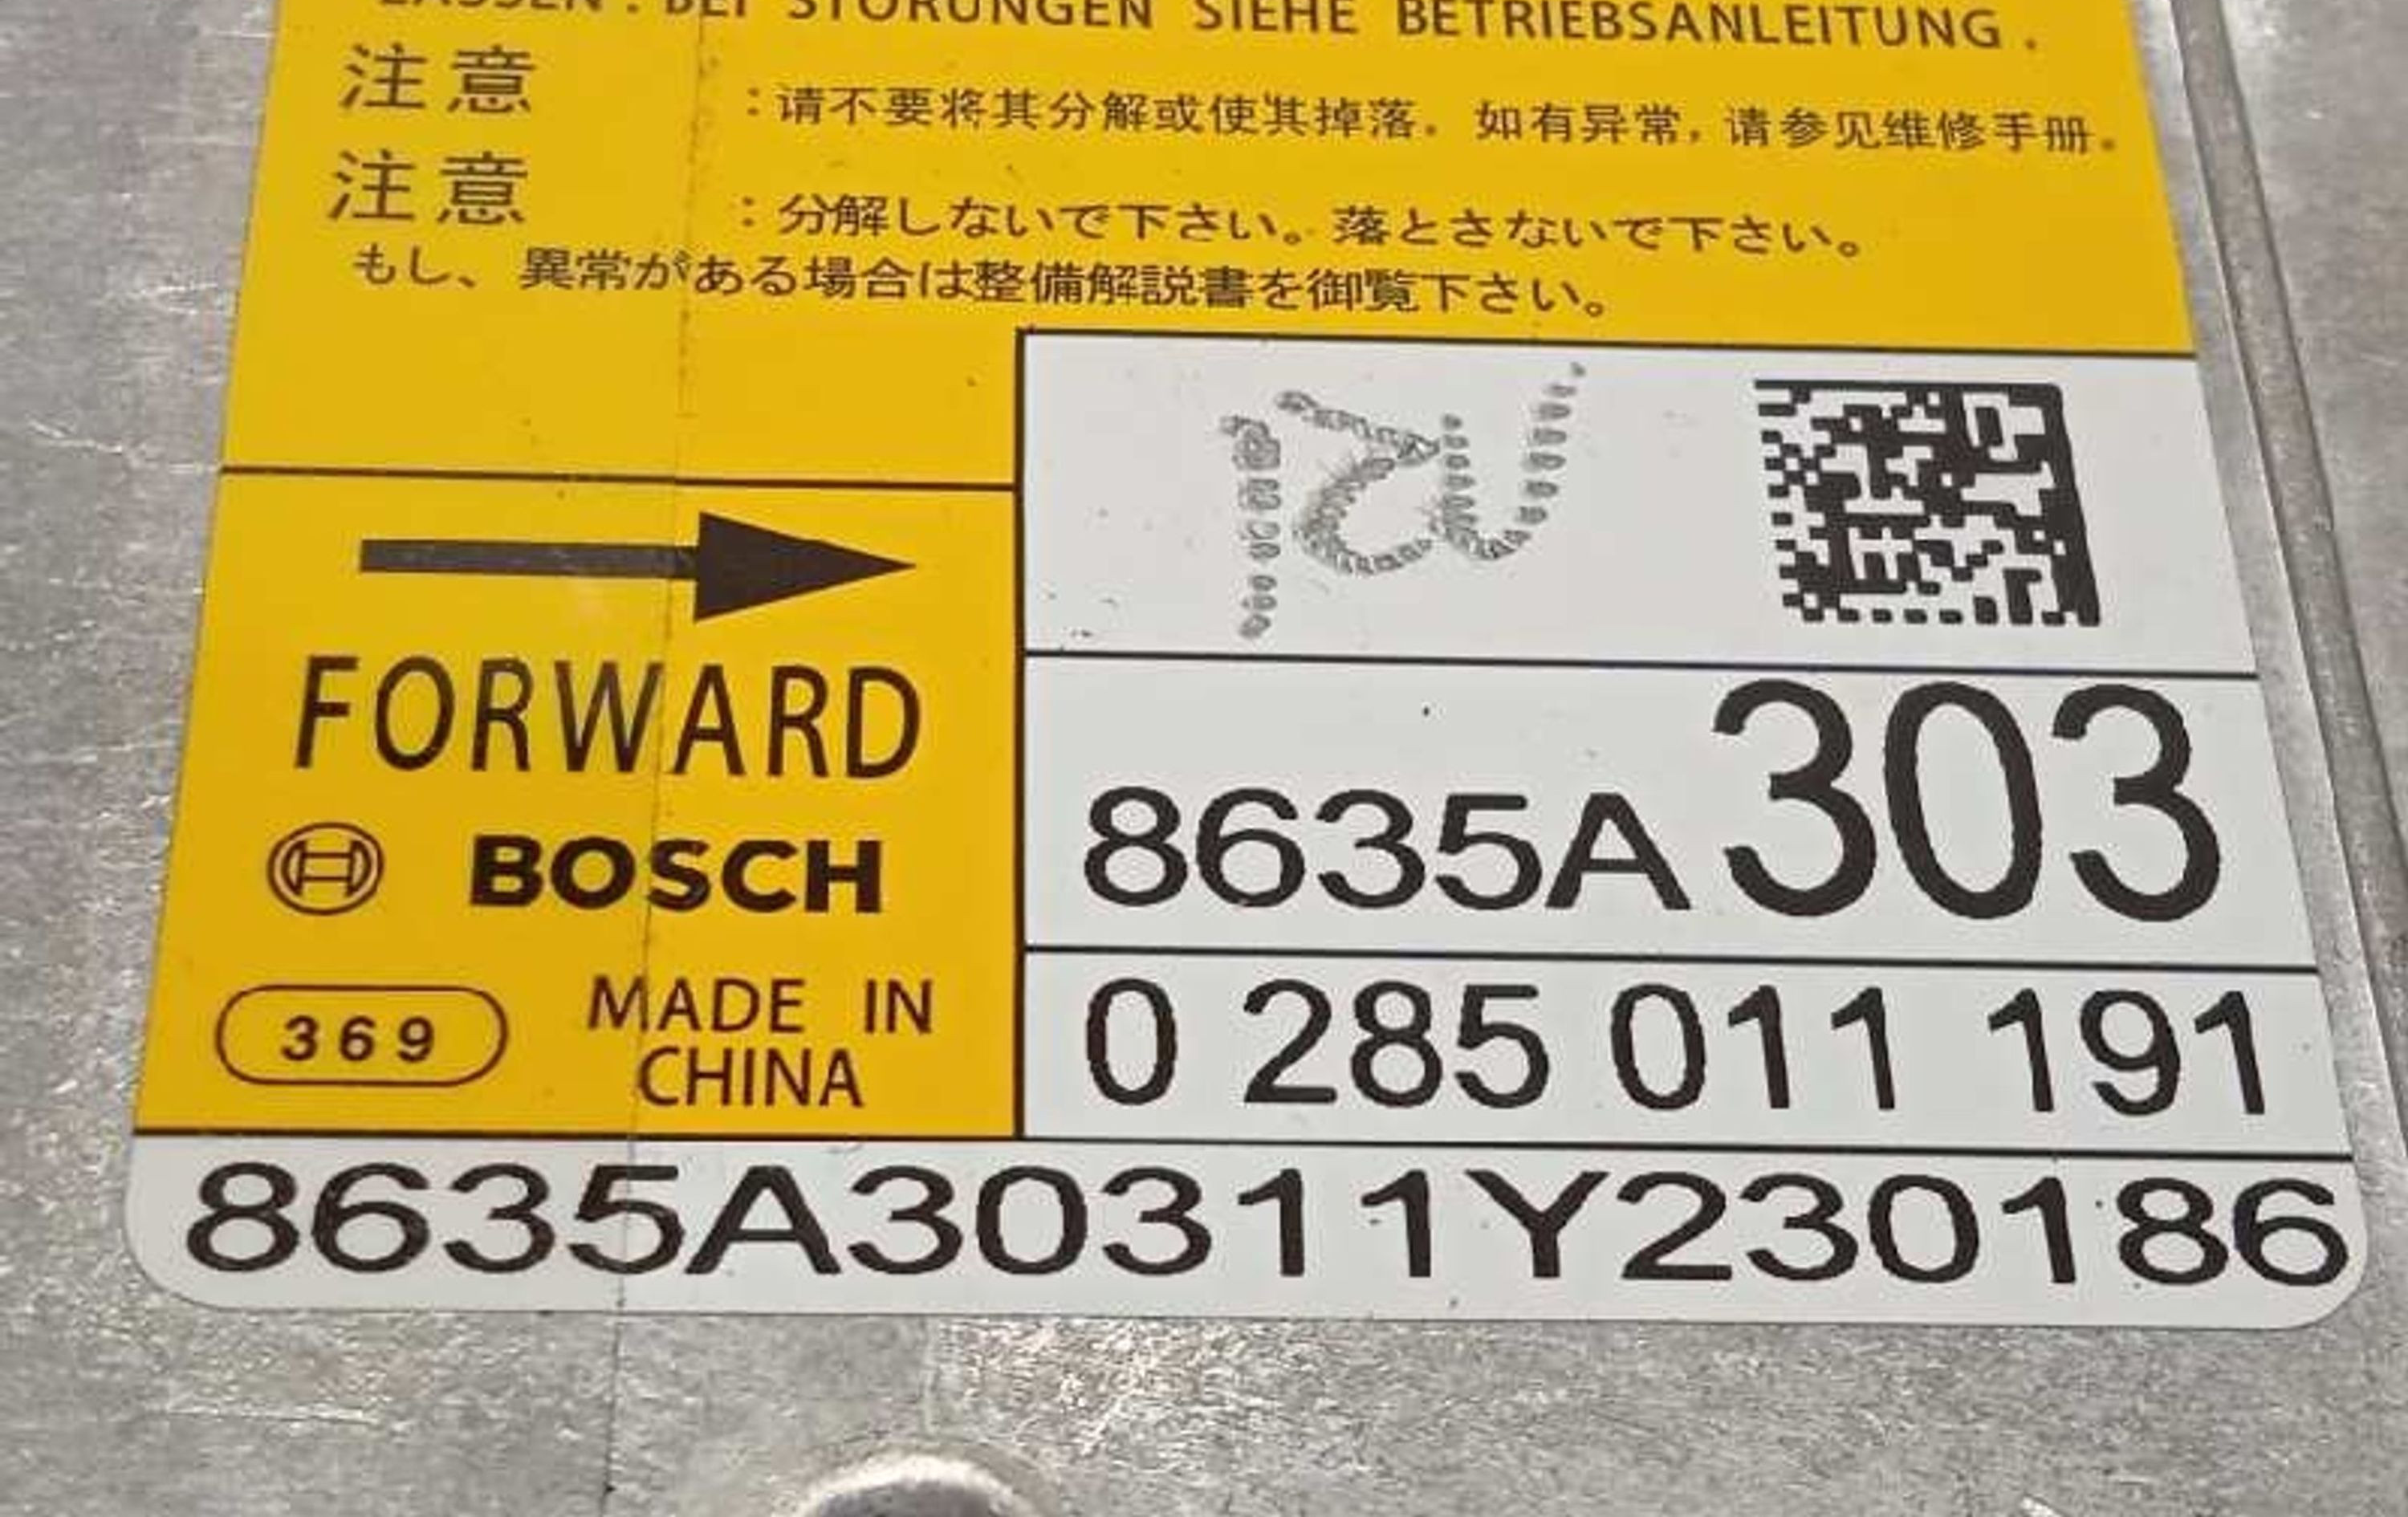 LASSEN . BEI STÖRUNGEN SIEHE BETRIEBSANLEITUNG .
注意 : 请不要将其分解或使其掉落。如有异常，请参见维修手册。
注意 : 分解しないで下さい。落とさないで下さい。
もし、異常がある場合は整備解説書を御覧下さい。
FORWARD
BOSCH
369
MADE IN
CHINA
8635A303
0 285 011 191
8635A30311Y230186